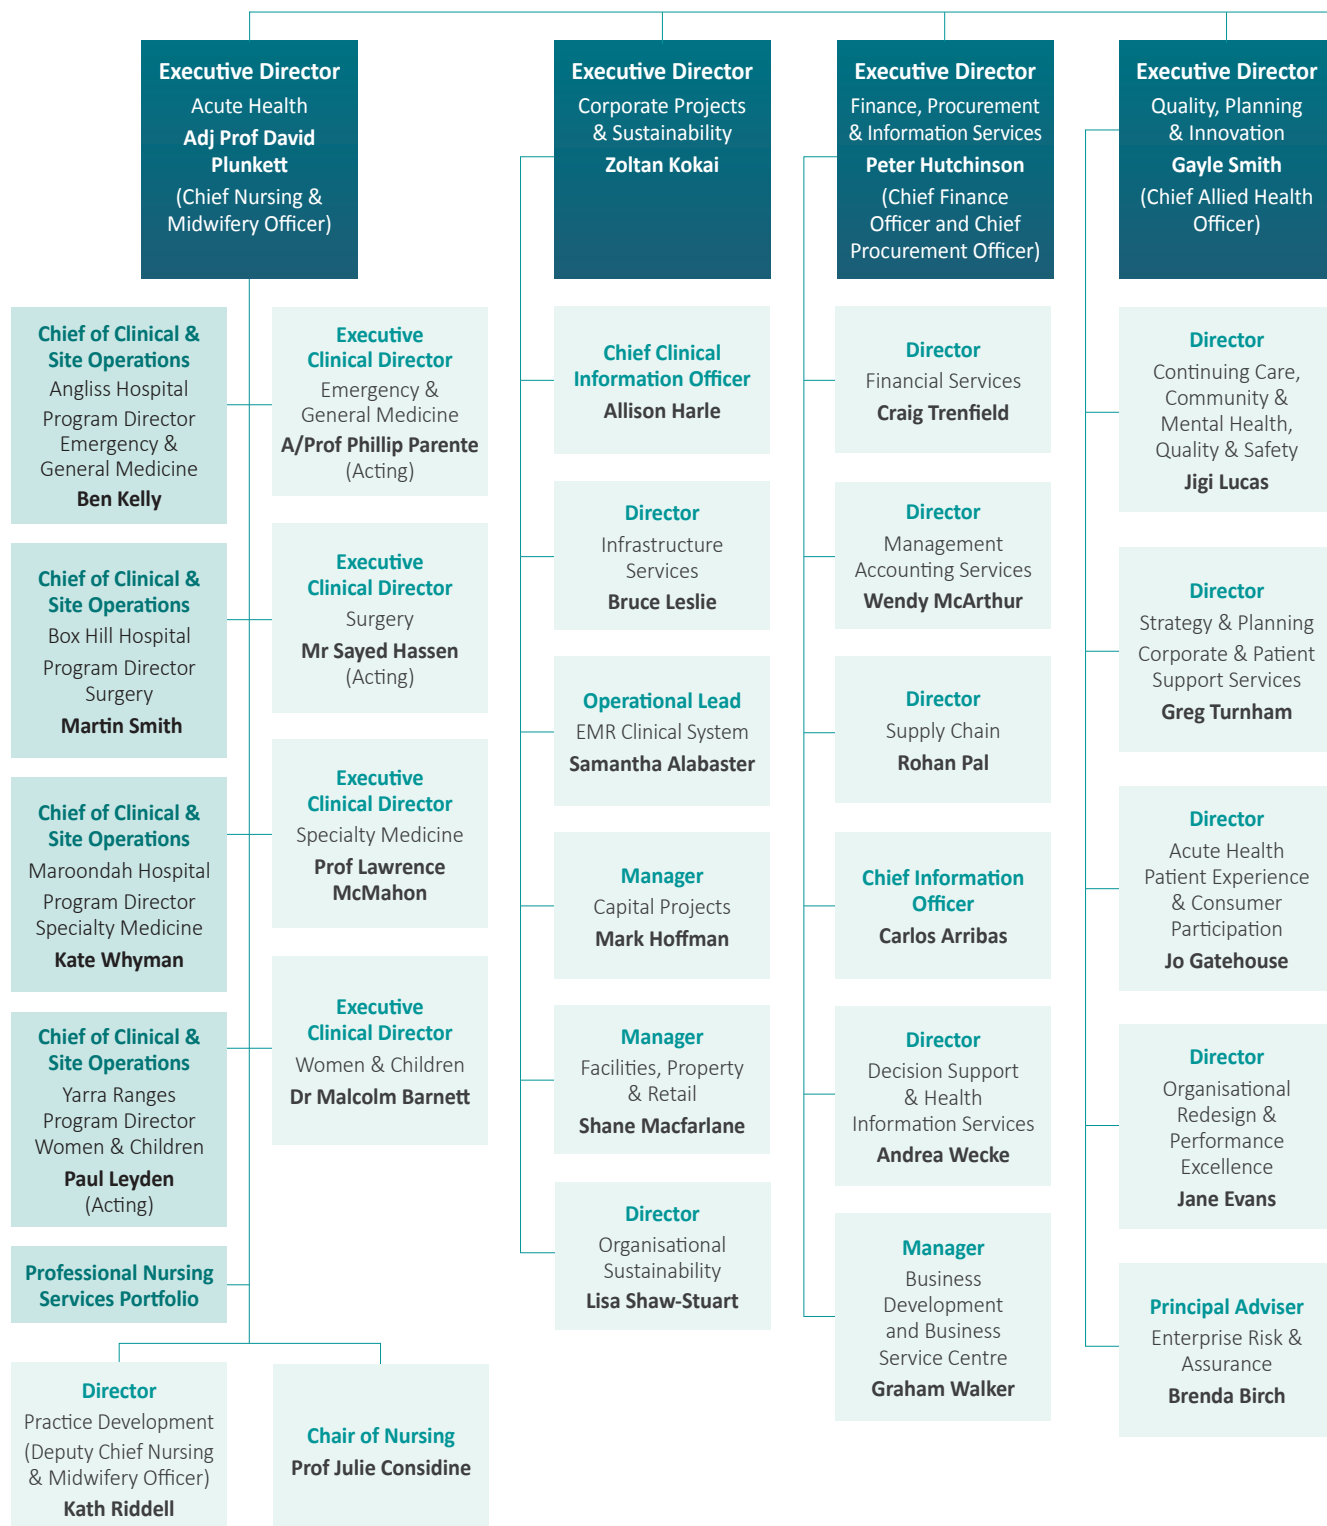 Executive Director
Acute Health
Adj Prof David
Plunkett
(Chief Nursing &
Midwifery Officer)
Chief of Clinical &
Site Operations
Angliss Hospital
Program Director
Emergency &
General Medicine
Ben Kelly
Executive
Clinical Director
Emergency &
General Medicine
A/Prof Phillip Parente
(Acting)
Chief of Clinical &
Site Operations
Box Hill Hospital
Program Director
Surgery
Martin Smith
Executive
Clinical Director
Surgery
Mr Sayed Hassen
(Acting)
Chief of Clinical &
Site Operations
Maroondah Hospital
Program Director
Specialty Medicine
Kate Whyman
Executive
Clinical Director
Specialty Medicine
Prof Lawrence
McMahon
Chief of Clinical &
Site Operations
Yarra Ranges
Program Director
Women & Children
Paul Leyden
(Acting)
Executive
Clinical Director
Women & Children
Dr Malcolm Barnett
Professional Nursing
Services Portfolio
Director
Practice Development
(Deputy Chief Nursing
& Midwifery Officer)
Kath Riddell
Chair of Nursing
Prof Julie Considine
Executive Director
Corporate Projects
& Sustainability
Zoltan Kokai
Chief Clinical
Information Officer
Allison Harle
Director
Infrastructure
Services
Bruce Leslie
Operational Lead
EMR Clinical System
Samantha Alabaster
Manager
Capital Projects
Mark Hoffman
Manager
Facilities, Property
& Retail
Shane Macfarlane
Director
Organisational
Sustainability
Lisa Shaw-Stuart
Executive Director
Finance, Procurement
& Information Services
Peter Hutchinson
(Chief Finance
Officer and Chief
Procurement Officer)
Director
Financial Services
Craig Trenfield
Director
Management
Accounting Services
Wendy McArthur
Director
Supply Chain
Rohan Pal
Chief Information
Officer
Carlos Arribas
Director
Decision Support
& Health
Information Services
Andrea Wecke
Manager
Business
Development
and Business
Service Centre
Graham Walker
Executive Director
Quality, Planning
& Innovation
Gayle Smith
(Chief Allied Health
Officer)
Director
Continuing Care,
Community &
Mental Health,
Quality & Safety
Jigi Lucas
Director
Strategy & Planning
Corporate & Patient
Support Services
Greg Turnham
Director
Acute Health
Patient Experience
& Consumer
Participation
Jo Gatehouse
Director
Organisational
Redesign &
Performance
Excellence
Jane Evans
Principal Adviser
Enterprise Risk &
Assurance
Brenda Birch